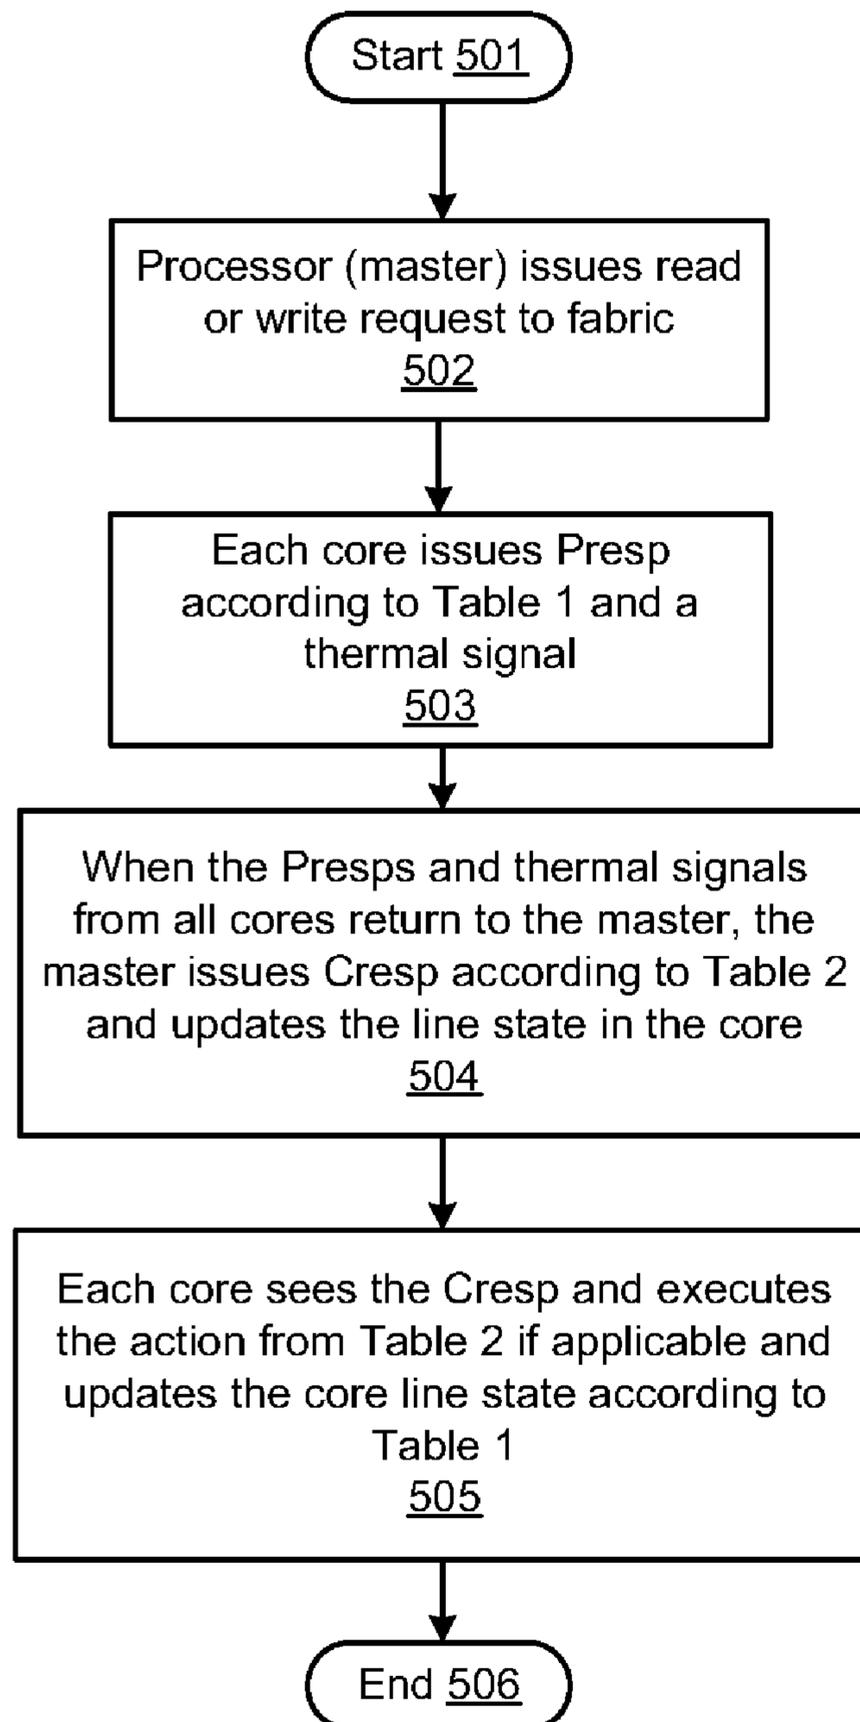 Start 501
Processor (master) issues read
or write request to fabric
502
Each core issues Presp
according to Table 1 and a
thermal signal
503
When the Presps and thermal signals
from all cores return to the master, the
master issues Cresp according to Table 2
and updates the line state in the core
504
Each core sees the Cresp and executes
the action from Table 2 if applicable and
updates the core line state according to
Table 1
505
End 506